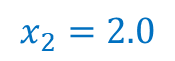 x₂ = 2.0